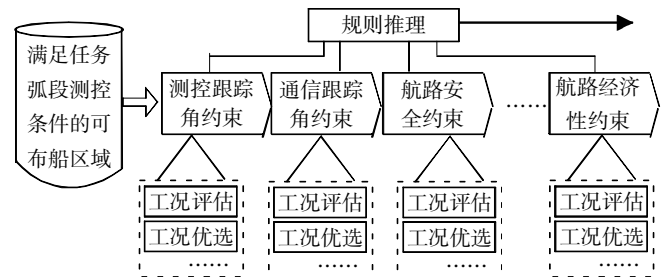 规则推理
满足任务
弧段测控
条件的可
布船区域
测控跟踪
角约束
通信跟踪
角约束
航路安
全约束
……
航路经济
性约束
工况评估
工况优选
……
工况评估
工况优选
……
工况评估
工况优选
……
工况评估
工况优选
……